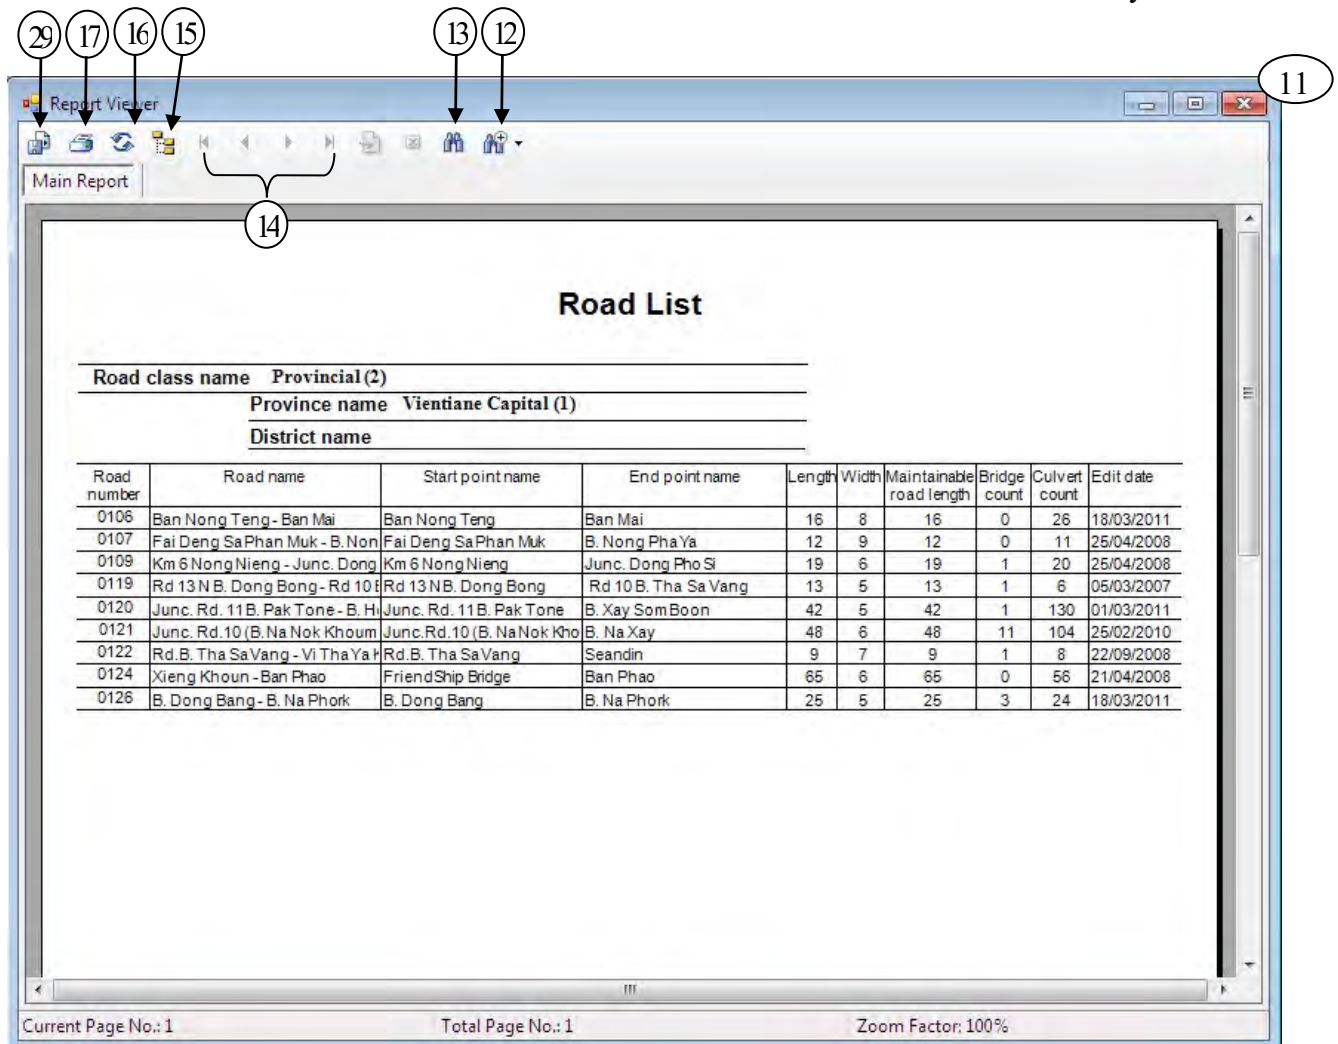 y
29 17 16 15 13 12
11
Report Viewer
Main Report
14
Road List
Road class name Provincial (2)
Province name Vientiane Capital (1)
District name
Road number Road name Start point name End point name Length Width Maintainable road length Bridge count Culvert count Edit date
0106 Ban Nong Teng - Ban Mai Ban Nong Teng Ban Mai 16 8 16 0 26 18/03/2011
0107 Fai Deng SaPhan Muk - B. Non Fai Deng SaPhan Muk B. Nong PhaYa 12 9 12 0 11 25/04/2008
0109 Km 6 Nong Nieng - Junc. Dong Km 6 Nong Nieng Junc. Dong Pho Si 19 6 19 1 20 25/04/2008
0119 Rd 13 N B. Dong Bong - Rd 10 Rd 13 N B. Dong Bong Rd 10 B. Tha Sa Vang 13 5 13 1 6 05/03/2007
0120 Junc. Rd. 11 B. Pak Tone - B. Junc. Rd. 11 B. Pak Tone B. Xay Som Boon 42 5 42 1 130 01/03/2011
0121 Junc. Rd.10 (B. Na Nok Khoum Junc.Rd.10 (B. Na Nok Kho B. Na Xay 48 6 48 11 104 25/02/2010
0122 Rd.B. Tha SaVang - Vi ThaYa Rd.B. Tha SaVang Seandin 9 7 9 1 8 22/09/2008
0124 Xieng Khoun - Ban Phao FriendShip Bridge Ban Phao 65 6 65 0 56 21/04/2008
0126 B. Dong Bang - B. Na Phork B. Dong Bang B. Na Phork 25 5 25 3 24 18/03/2011
Current Page No.: 1 Total Page No.: 1 Zoom Factor: 100%